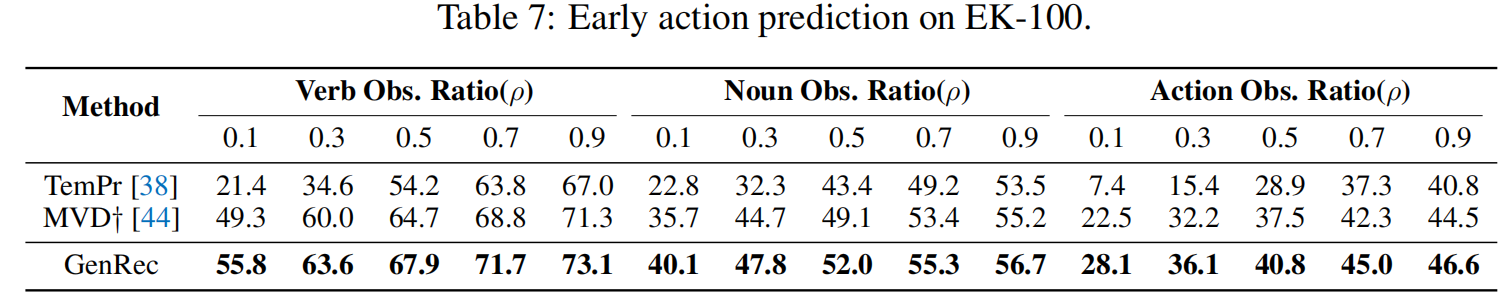 Table 7: Early action prediction on EK-100.
Method Verb Obs. Ratio(ρ) Noun Obs. Ratio(ρ) Action Obs. Ratio(ρ)
0.1 0.3 0.5 0.7 0.9 0.1 0.3 0.5 0.7 0.9 0.1 0.3 0.5 0.7 0.9
TemPr [38] 21.4 34.6 54.2 63.8 67.0 22.8 32.3 43.4 49.2 53.5 7.4 15.4 28.9 37.3 40.8
MVD† [44] 49.3 60.0 64.7 68.8 71.3 35.7 44.7 49.1 53.4 55.2 22.5 32.2 37.5 42.3 44.5
GenRec 55.8 63.6 67.9 71.7 73.1 40.1 47.8 52.0 55.3 56.7 28.1 36.1 40.8 45.0 46.6